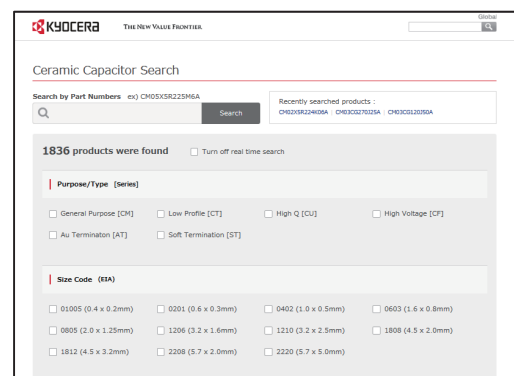 Global
KYOCERA THE NEW VALUE FRONTIER
Ceramic Capacitor Search
Search by Part Numbers ex) CM05X5R225M6A
Search
Recently searched products :
CM02X5R224K06A | CM03CG270J25A | CM03CG120J50A
1836 products were found Turn off real time search
Purpose/Type [Series]
General Purpose [CM] Low Profile [CT] High Q [CU] High Voltage [CF]
Au Terminaton [AT] Soft Termination [ST]
Size Code (EIA)
01005 (0.4 x 0.2mm) 0201 (0.6 x 0.3mm) 0402 (1.0 x 0.5mm) 0603 (1.6 x 0.8mm)
0805 (2.0 x 1.25mm) 1206 (3.2 x 1.6mm) 1210 (3.2 x 2.5mm) 1808 (4.5 x 2.0mm)
1812 (4.5 x 3.2mm) 2208 (5.7 x 2.0mm) 2220 (5.7 x 5.0mm)